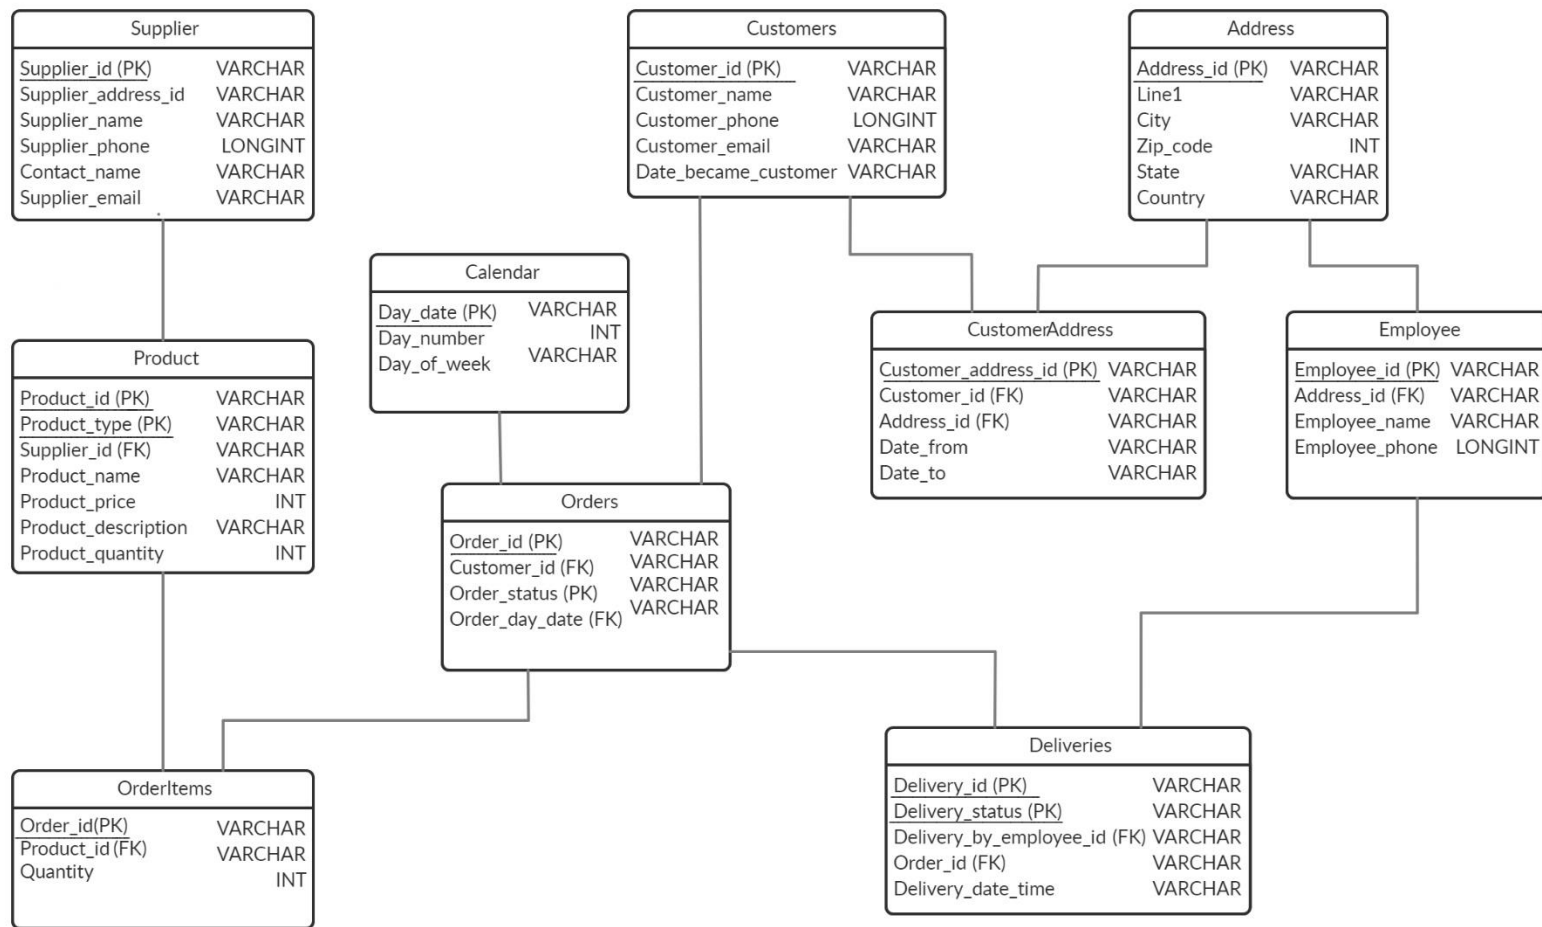 Supplier
Supplier_id (PK) VARCHAR
Supplier_address_id VARCHAR
Supplier_name VARCHAR
Supplier_phone LONGINT
Contact_name VARCHAR
Supplier_email VARCHAR
Customers
Customer_id (PK) VARCHAR
Customer_name VARCHAR
Customer_phone LONGINT
Customer_email VARCHAR
Date_became_customer VARCHAR
Address
Address_id (PK) VARCHAR
Line1 VARCHAR
City VARCHAR
Zip_code INT
State VARCHAR
Country VARCHAR
Calendar
Day_date (PK) VARCHAR
Day_number INT
Day_of_week VARCHAR
CustomerAddress
Customer_address_id (PK) VARCHAR
Customer_id (FK) VARCHAR
Address_id (FK) VARCHAR
Date_from VARCHAR
Date_to VARCHAR
Employee
Employee_id (PK) VARCHAR
Address_id (FK) VARCHAR
Employee_name VARCHAR
Employee_phone LONGINT
Product
Product_id (PK) VARCHAR
Product_type (PK) VARCHAR
Supplier_id (FK) VARCHAR
Product_name VARCHAR
Product_price INT
Product_description VARCHAR
Product_quantity INT
Orders
Order_id (PK) VARCHAR
Customer_id (FK) VARCHAR
Order_status (PK) VARCHAR
Order_day_date (FK) VARCHAR
OrderItems
Order_id(PK) VARCHAR
Product_id (FK) VARCHAR
Quantity INT
Deliveries
Delivery_id (PK) VARCHAR
Delivery_status (PK) VARCHAR
Delivery_by_employee_id (FK) VARCHAR
Order_id (FK) VARCHAR
Delivery_date_time VARCHAR